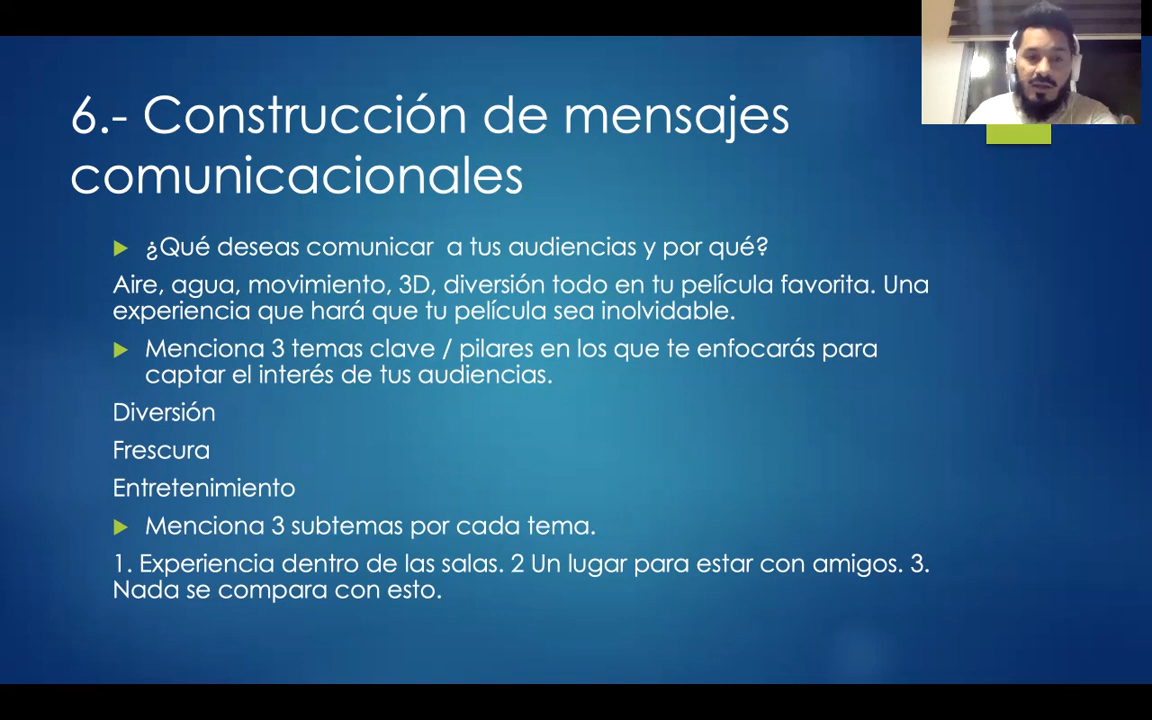 6.- Construcción de mensajes
comunicacionales
¿Qué deseas comunicar  a tus audiencias y por qué?
Aire, agua, movimiento, 3D, diversión todo en tu película favorita. Una
experiencia que hará que tu película sea inolvidable.
Menciona 3 temas clave / pilares en los que te enfocarás para
captar el interés de tus audiencias.
Diversión
Frescura
Entretenimiento
Menciona 3 subtemas por cada tema.
1. Experiencia dentro de las salas. 2 Un lugar para estar con amigos. 3.
Nada se compara con esto.